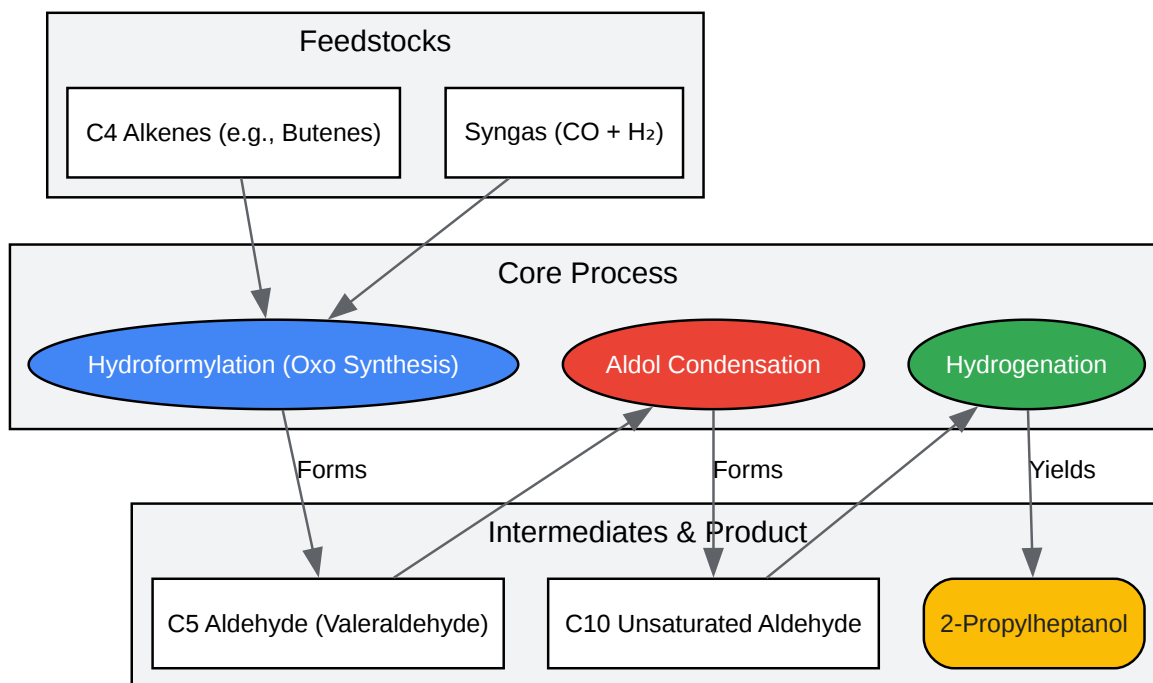 Feedstocks
C4 Alkenes (e.g., Butenes)
Syngas (CO + H₂)
Core Process
Hydroformylation (Oxo Synthesis)
Aldol Condensation
Hydrogenation
Forms
Forms
Yields
Intermediates & Product
C5 Aldehyde (Valeraldehyde)
C10 Unsaturated Aldehyde
2-Propylheptanol